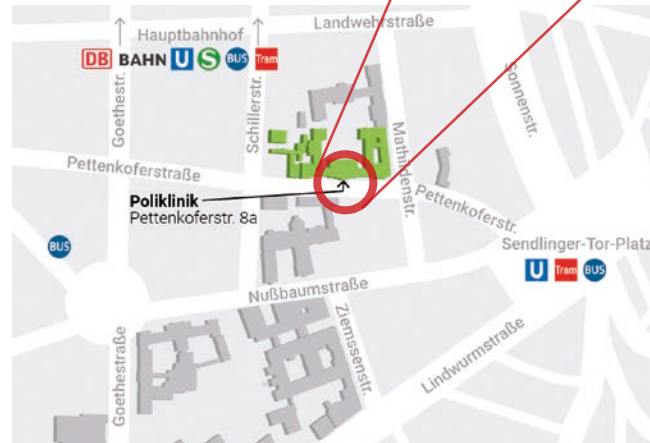 Landwehrstraße
Hauptbahnhof
DB BAHN U S BUS Tram
Goethestr.
Schillerstr.
Sonnenstr.
Mathildenstr.
Pettenkoferstraße
Poliklinik
Pettenkoferstr. 8a
Pettenkoferstr.
BUS
Sendlinger-Tor-Platz
U Tram BUS
Nußbaumstraße
Ziemssenstr.
Lindwurmstraße
Goethestraße